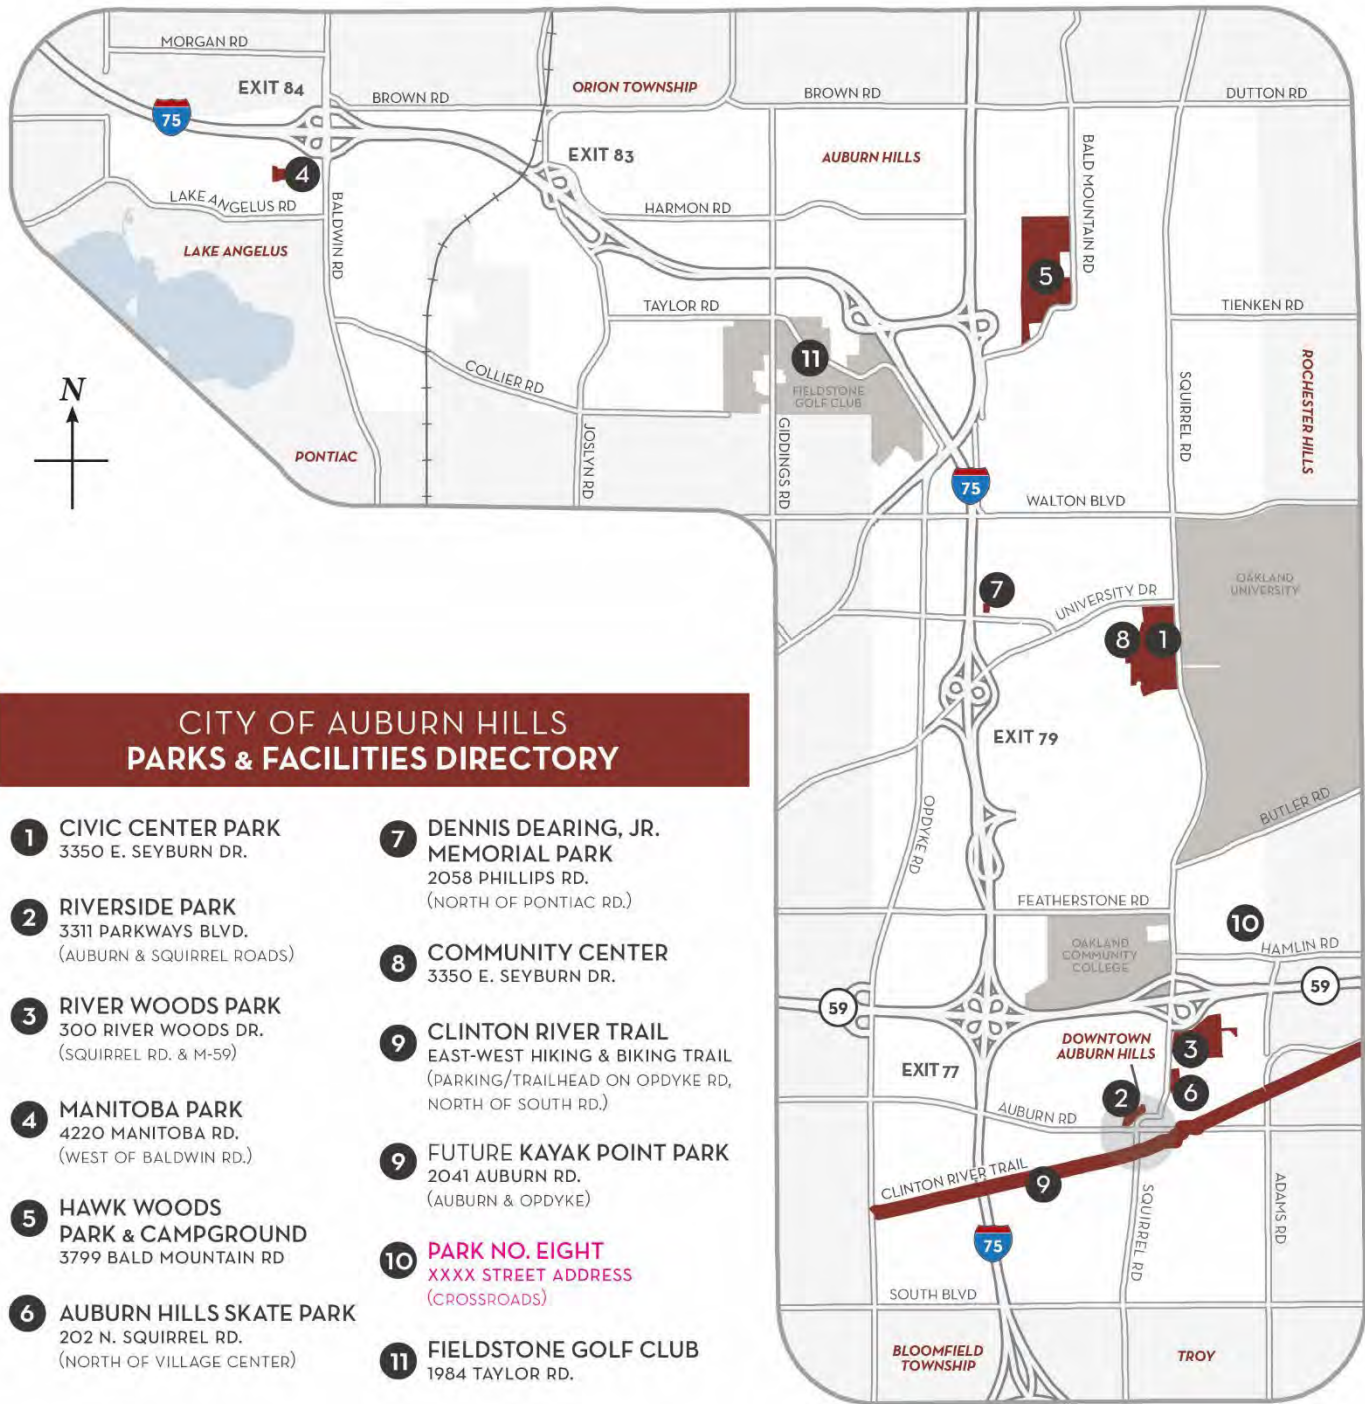 MORGAN RD
EXIT 84
75
BROWN RD
ORION TOWNSHIP
BROWN RD
DUTTON RD
EXIT 83
AUBURN HILLS
BALD MOUNTAIN RD
4
LAKE ANGELUS RD
BALDWIN RD
HARMON RD
LAKE ANGELUS
5
TAYLOR RD
TIENKEN RD
11
FIELDSTONE
GOLF CLUB
COLLIER RD
SQUIRREL RD
ROCHESTER HILLS
N
PONTIAC
JOSLYN RD
GIDDINGS RD
75
WALTON BLVD
OAKLAND
UNIVERSITY
7
UNIVERSITY DR
8
1
EXIT 79
OPDYKE RD
BUTLER RD
FEATHERSTONE RD
10
HAMLIN RD
OAKLAND
COMMUNITY
COLLEGE
59
59
DOWNTOWN
AUBURN HILLS
3
EXIT 77
6
2
AUBURN RD
CLINTON RIVER TRAIL
9
SQUIRREL RD
ADAMS RD
75
SOUTH BLVD
BLOOMFIELD
TOWNSHIP
TROY
CITY OF AUBURN HILLS
PARKS & FACILITIES DIRECTORY
1 CIVIC CENTER PARK
3350 E. SEYBURN DR.
2 RIVERSIDE PARK
3311 PARKWAYS BLVD.
(AUBURN & SQUIRREL ROADS)
3 RIVER WOODS PARK
300 RIVER WOODS DR.
(SQUIRREL RD. & M-59)
4 MANITOBA PARK
4220 MANITOBA RD.
(WEST OF BALDWIN RD.)
5 HAWK WOODS
PARK & CAMPGROUND
3799 BALD MOUNTAIN RD
6 AUBURN HILLS SKATE PARK
202 N. SQUIRREL RD.
(NORTH OF VILLAGE CENTER)
7 DENNIS DEARING, JR.
MEMORIAL PARK
2058 PHILLIPS RD.
(NORTH OF PONTIAC RD.)
8 COMMUNITY CENTER
3350 E. SEYBURN DR.
9 CLINTON RIVER TRAIL
EAST-WEST HIKING & BIKING TRAIL
(PARKING/TRAILHEAD ON OPDYKE RD,
NORTH OF SOUTH RD.)
9 FUTURE KAYAK POINT PARK
2041 AUBURN RD.
(AUBURN & OPDYKE)
10 PARK NO. EIGHT
XXXX STREET ADDRESS
(CROSSROADS)
11 FIELDSTONE GOLF CLUB
1984 TAYLOR RD.